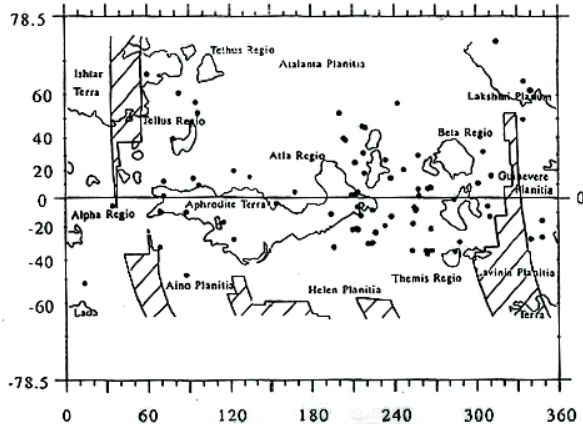 78.5
Tethus Regio
Atalanta Planitia
Ishtar
Terra
60
Lakshmi Planum
Tellus Regio
40
Beta Regio
Atla Regio
20
Guinevere
Planitia
0
0
Aphrodite Terra
Alpha Regio
-20
-40
Themis Regio
Lavinia Planitia
Aino Planitia
Helen Planitia
-60
Lada
Terra
-78.5
0 60 120 180 240 300 360